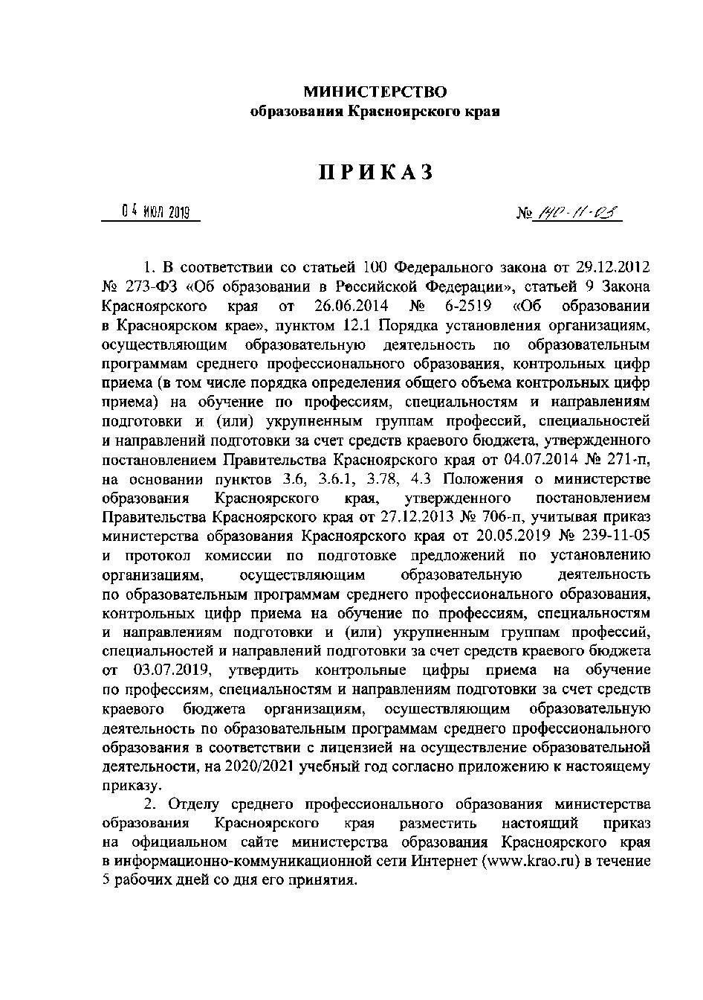 МИНИСТЕРСТВО
образования Красноярского края
ПРИКАЗ
04 ИЮЛ 2019
№ 140-11-03
1. В соответствии со статьей 100 Федерального закона от 29.12.2012
№ 273-ФЗ «Об образовании в Российской Федерации», статьей 9 Закона
Красноярского края от 26.06.2014 № 6-2519 «Об образовании
в Красноярском крае», пунктом 12.1 Порядка установления организациям,
осуществляющим образовательную деятельность по образовательным
программам среднего профессионального образования, контрольных цифр
приема (в том числе порядка определения общего объема контрольных цифр
приема) на обучение по профессиям, специальностям и направлениям
подготовки и (или) укрупненным группам профессий, специальностей
и направлений подготовки за счет средств краевого бюджета, утвержденного
постановлением Правительства Красноярского края от 04.07.2014 № 271-п,
на основании пунктов 3.6, 3.6.1, 3.78, 4.3 Положения о министерстве
образования Красноярского края, утвержденного постановлением
Правительства Красноярского края от 27.12.2013 № 706-п, учитывая приказ
министерства образования Красноярского края от 20.05.2019 № 239-11-05
и протокол комиссии по подготовке предложений по установлению
организациям, осуществляющим образовательную деятельность
по образовательным программам среднего профессионального образования,
контрольных цифр приема на обучение по профессиям, специальностям
и направлениям подготовки и (или) укрупненным группам профессий,
специальностей и направлений подготовки за счет средств краевого бюджета
от 03.07.2019, утвердить контрольные цифры приема на обучение
по профессиям, специальностям и направлениям подготовки за счет средств
краевого бюджета организациям, осуществляющим образовательную
деятельность по образовательным программам среднего профессионального
образования в соответствии с лицензией на осуществление образовательной
деятельности, на 2020/2021 учебный год согласно приложению к настоящему
приказу.
2. Отделу среднего профессионального образования министерства
образования Красноярского края разместить настоящий приказ
на официальном сайте министерства образования Красноярского края
в информационно-коммуникационной сети Интернет (www.krao.ru) в течение
5 рабочих дней со дня его принятия.